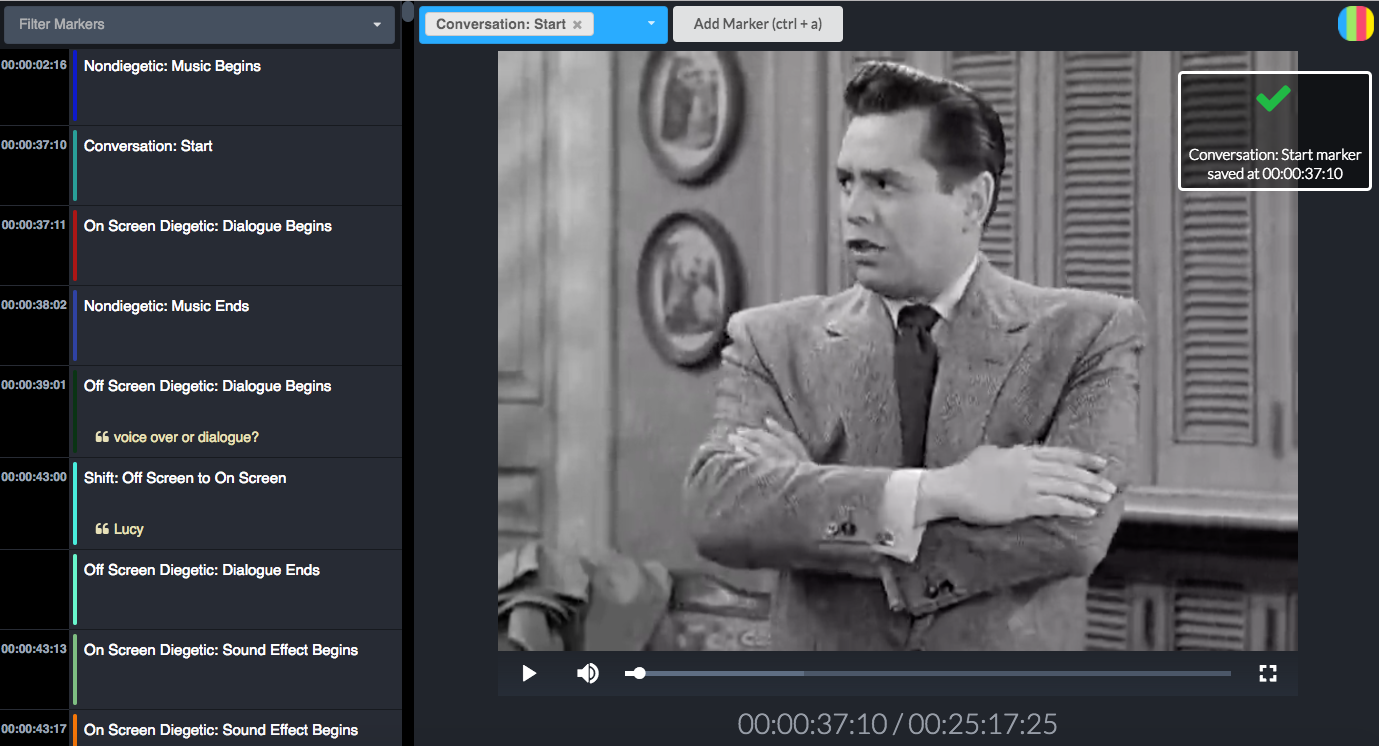 Filter Markers
00:00:02:16 Nondiegetic: Music Begins
00:00:37:10 Conversation: Start
00:00:37:11 On Screen Diegetic: Dialogue Begins
00:00:38:02 Nondiegetic: Music Ends
00:00:39:01 Off Screen Diegetic: Dialogue Begins
voice over or dialogue?
00:00:43:00 Shift: Off Screen to On Screen
Lucy
Off Screen Diegetic: Dialogue Ends
00:00:43:13 On Screen Diegetic: Sound Effect Begins
00:00:43:17 On Screen Diegetic: Sound Effect Begins
Conversation: Start ×
Add Marker (ctrl + a)
Conversation: Start marker
saved at 00:00:37:10
00:00:37:10 / 00:25:17:25